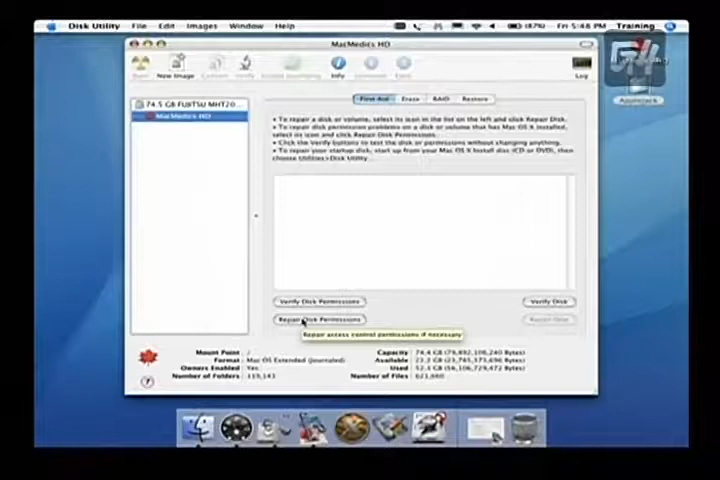 Disk Utility File Edit Images Window Help (87%) Fri 5:46 PM Training
MacMedics HD
New Image Info Log
74.5 GB FUJITSU MHT20...
MacMedics HD
First Aid Erase RAID Restore
• To repair a disk or volume, select its icon in the list on the left and click Repair Disk.
• To repair disk permission problems on a disk or volume that has Mac OS X installed,
select its icon and click Repair Disk Permissions.
• Click the Verify buttons to test the disk or permissions without changing anything.
• To repair your startup disk, start up from your Mac OS X Install disc (CD or DVD), then
choose Utilities>Disk Utility.
Verify Disk Permissions Verify Disk
Repair Disk Permissions Repair Disk
Repair access control permissions if necessary
Mount Point : / Capacity : 74.4 GB
Format : Mac OS Extended (Journaled) Available :
Owners Enabled : Yes Used :
Number of Folders : 119,143 Number of Files :
AppleJack